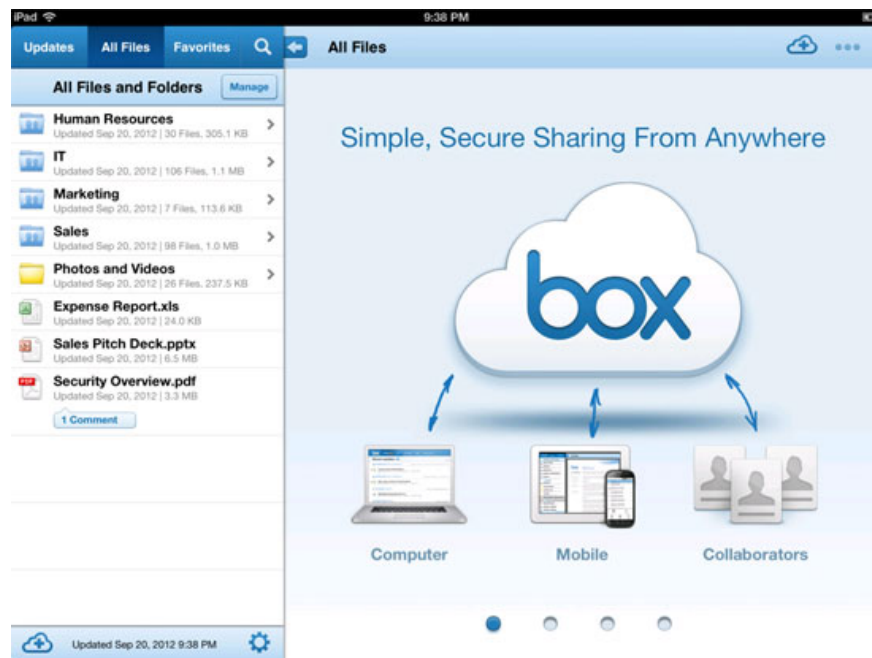 iPad 9:38 PM
Updates All Files Favorites All Files
All Files and Folders Manage
Human Resources
Updated Sep 20, 2012 | 30 Files, 305.1 KB
IT
Updated Sep 20, 2012 | 106 Files, 1.1 MB
Marketing
Updated Sep 20, 2012 | 7 Files, 113.6 KB
Sales
Updated Sep 20, 2012 | 98 Files, 1.0 MB
Photos and Videos
Updated Sep 20, 2012 | 26 Files, 237.5 KB
Expense Report.xls
Updated Sep 20, 2012 | 24.0 KB
Sales Pitch Deck.pptx
Updated Sep 20, 2012 | 6.5 MB
Security Overview.pdf
Updated Sep 20, 2012 | 3.3 MB
PDF
1 Comment
Updated Sep 20, 2012 9:38 PM
Simple, Secure Sharing From Anywhere
box
Computer Mobile Collaborators